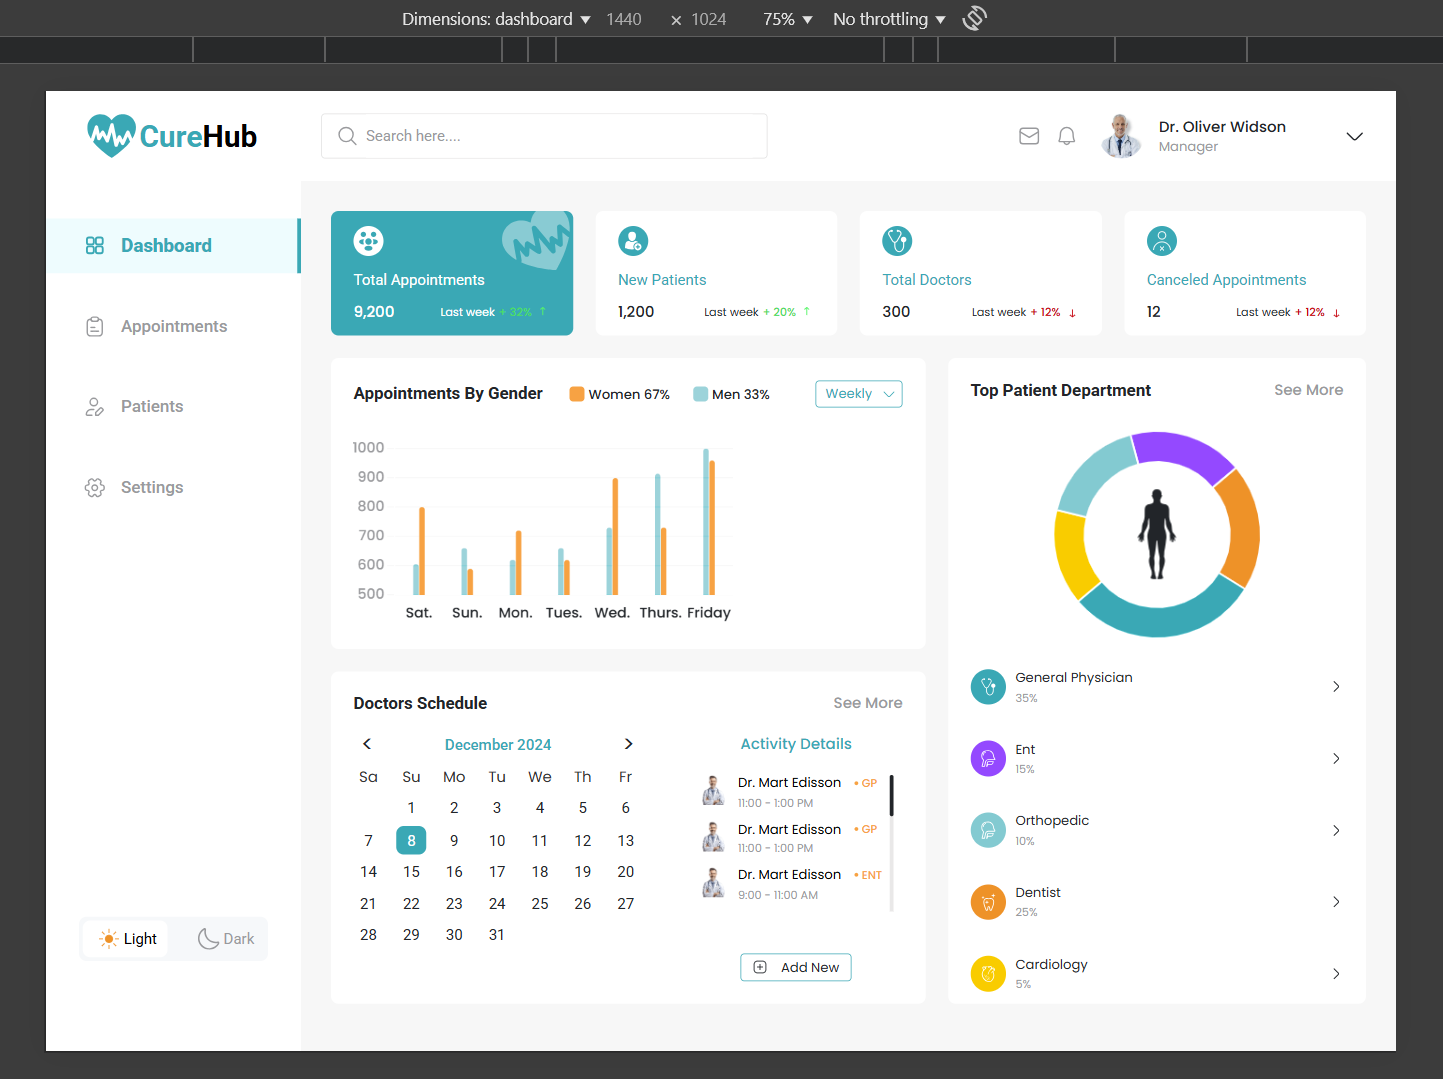 Dimensions: dashboard 1440 × 1024 75% No throttling
CureHub
Search here....
Dr. Oliver Widson
Manager
Dashboard
Appointments
Patients
Settings
Light Dark
Total Appointments
9,200 Last week + 32% ↑
New Patients
1,200 Last week + 20% ↑
Total Doctors
300 Last week + 12% ↓
Canceled Appointments
12 Last week + 12% ↓
Appointments By Gender Women 67% Men 33% Weekly
1000
900
800
700
600
500
Sat. Sun. Mon. Tues. Wed. Thurs. Friday
Doctors Schedule See More
< December 2024 >
Sa Su Mo Tu We Th Fr
1 2 3 4 5 6
7 8 9 10 11 12 13
14 15 16 17 18 19 20
21 22 23 24 25 26 27
28 29 30 31
Activity Details
Dr. Mart Edisson • GP
11:00 - 1:00 PM
Dr. Mart Edisson • GP
11:00 - 1:00 PM
Dr. Mart Edisson • ENT
9:00 - 11:00 AM
Add New
Top Patient Department See More
General Physician
35%
Ent
15%
Orthopedic
10%
Dentist
25%
Cardiology
5%